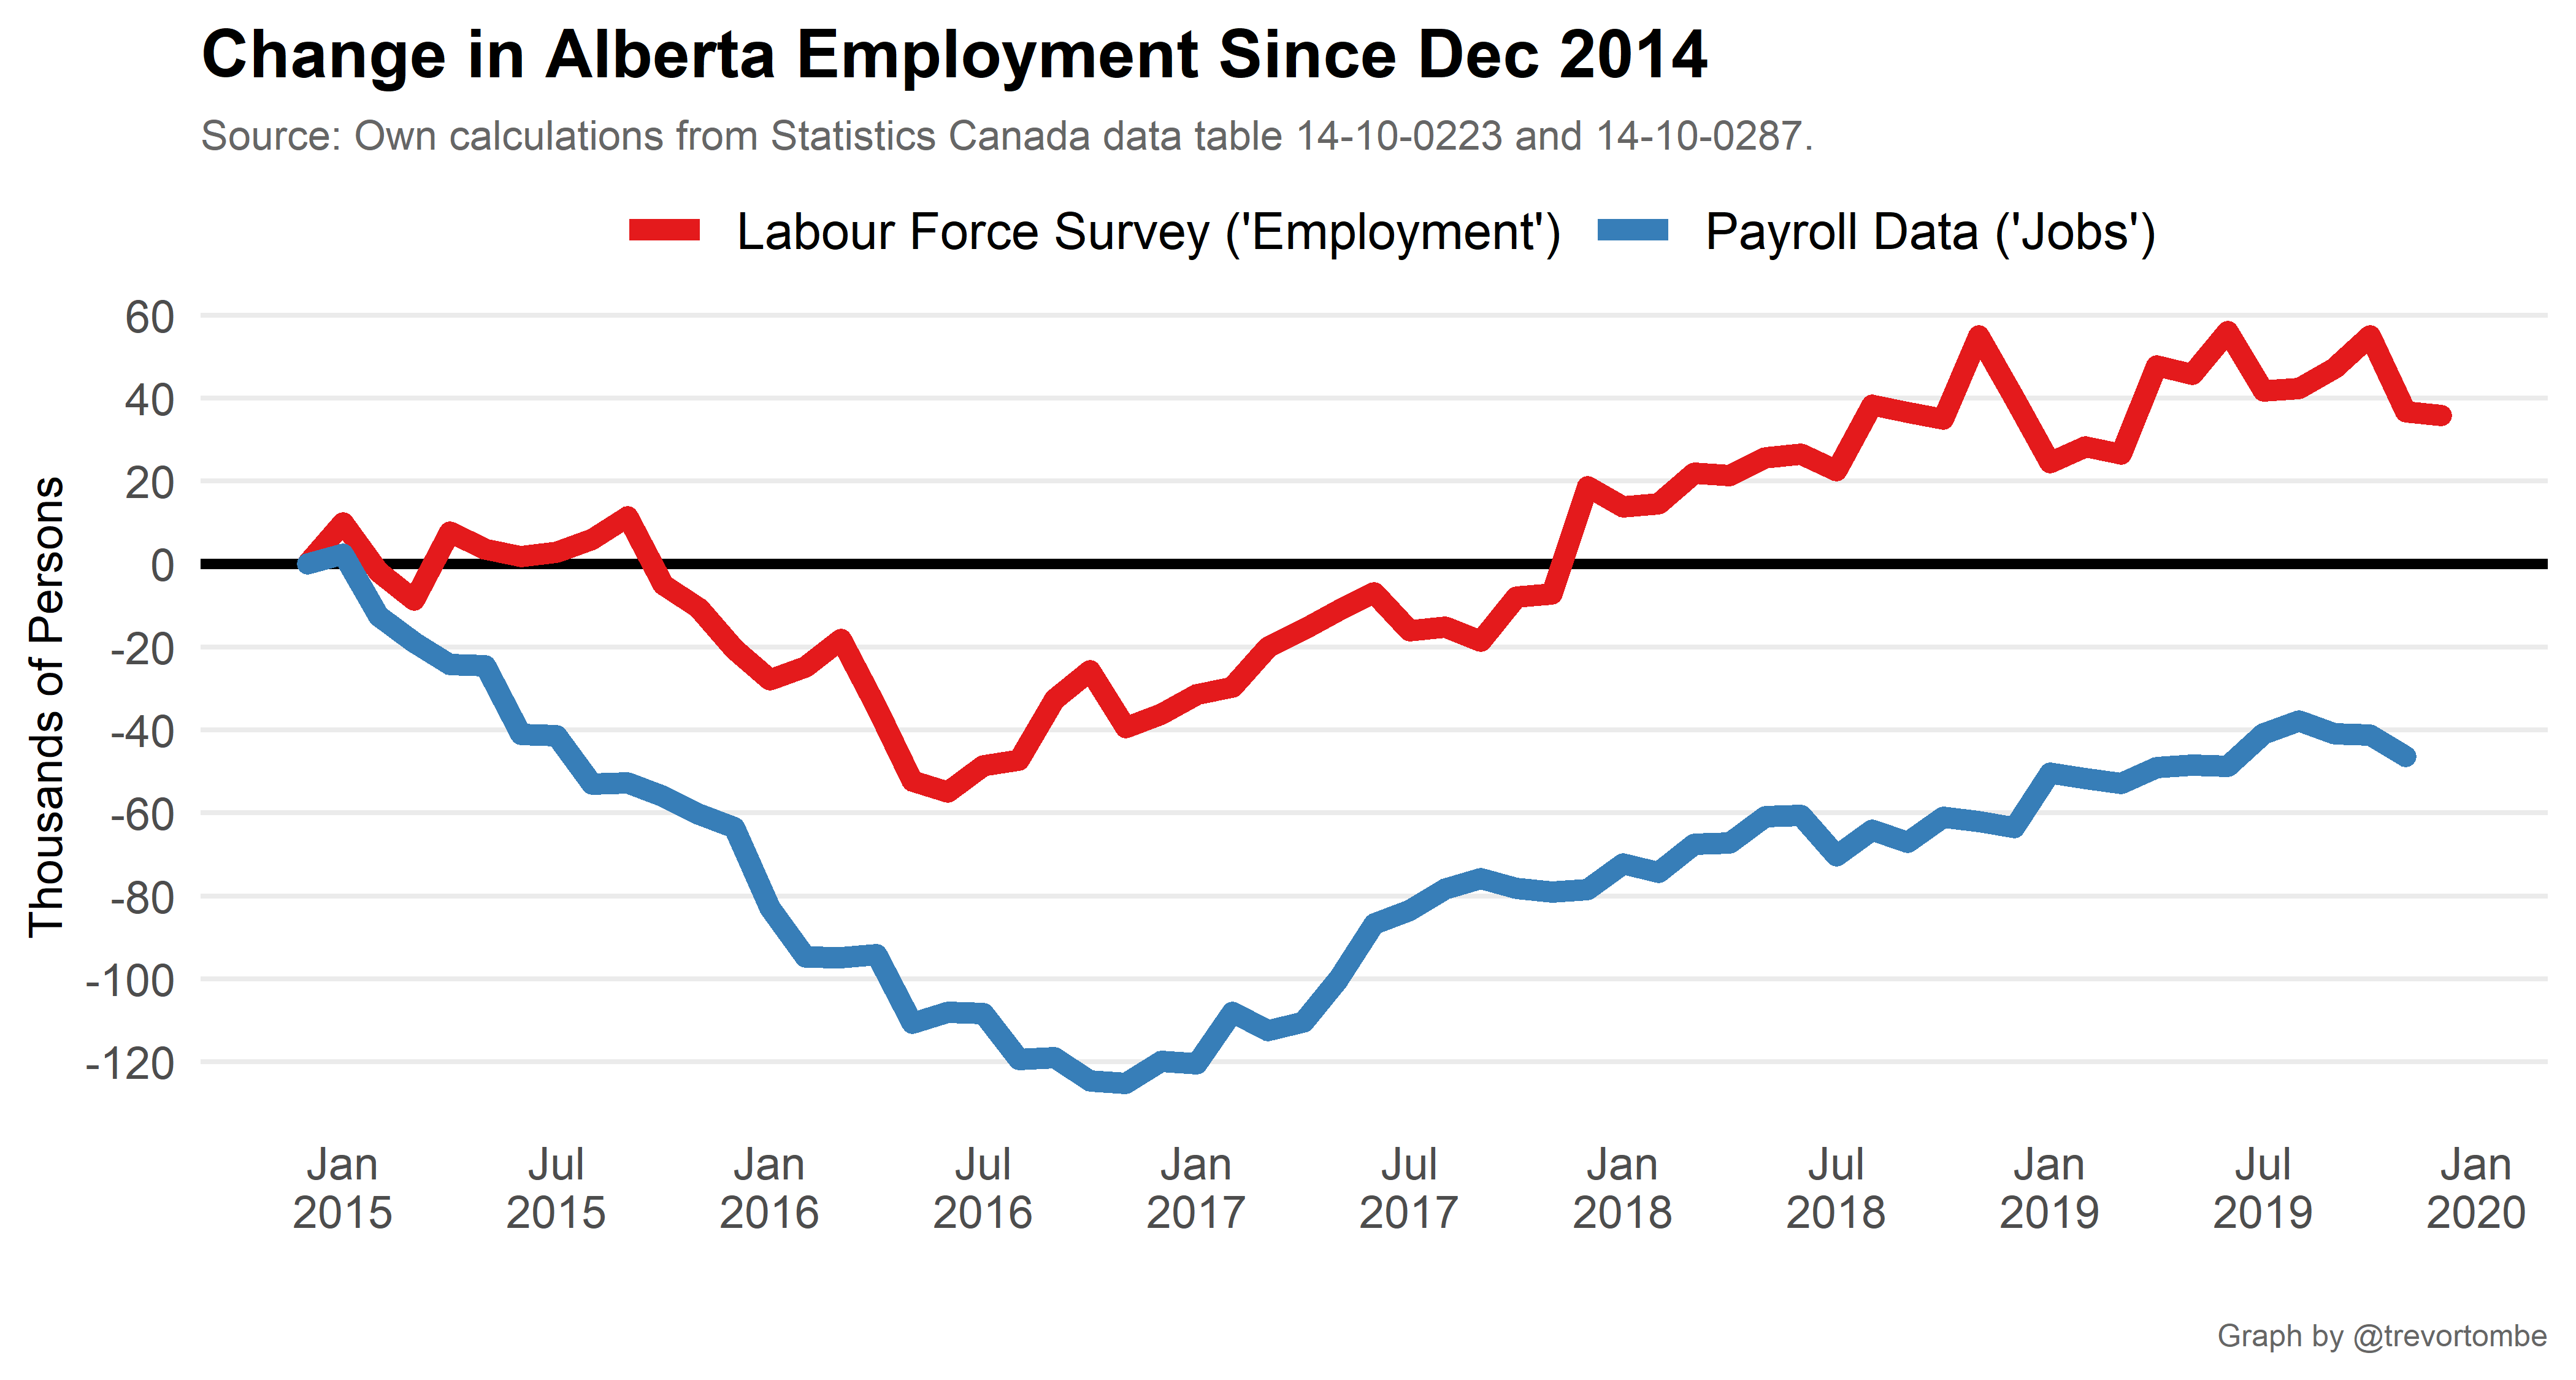 Change in Alberta Employment Since Dec 2014
Source: Own calculations from Statistics Canada data table 14-10-0223 and 14-10-0287.
Labour Force Survey ('Employment') Payroll Data ('Jobs')
Thousands of Persons
60
40
20
0
-20
-40
-60
-80
-100
-120
Jan 2015
Jul 2015
Jan 2016
Jul 2016
Jan 2017
Jul 2017
Jan 2018
Jul 2018
Jan 2019
Jul 2019
Jan 2020
Graph by @trevortombe